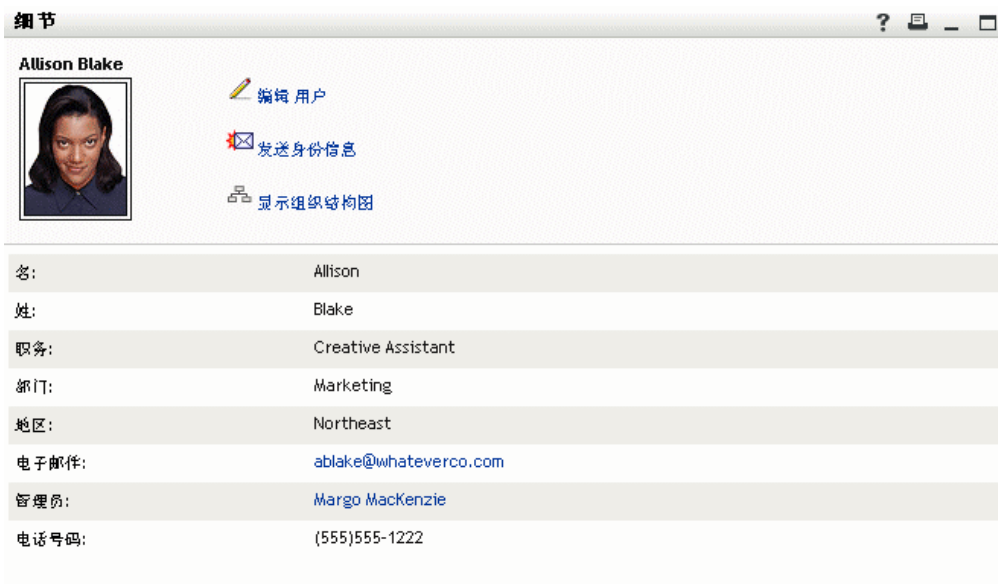 细节
?
Allison Blake
编辑 用户
发送身份信息
显示组织结构图
名: Allison
姓: Blake
职务: Creative Assistant
部门: Marketing
地区: Northeast
电子邮件: ablake@whateverco.com
管理员: Margo MacKenzie
电话号码: (555)555-1222